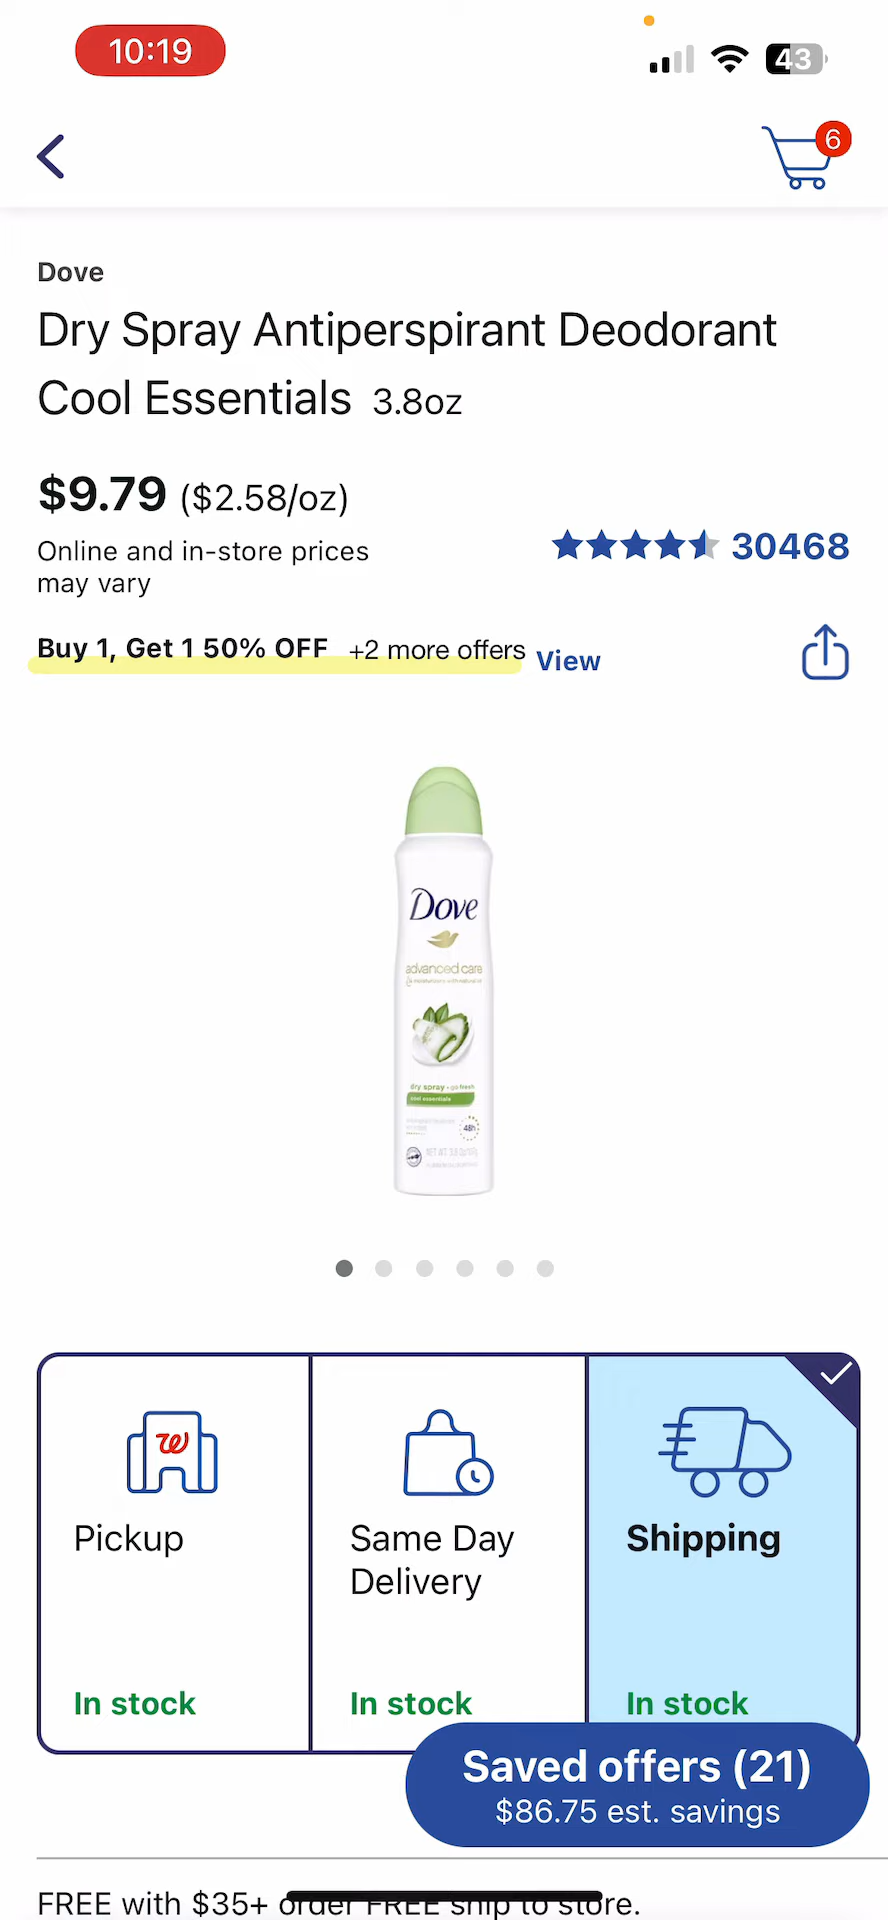 10:19
43
6
Dove
Dry Spray Antiperspirant Deodorant
Cool Essentials 3.8oz
$9.79 ($2.58/oz)
Online and in-store prices
may vary
30468
Buy 1, Get 1 50% OFF +2 more offers View
Dove
advanced care
dry spray - go fresh
cool essentials
48h
Pickup
Same Day
Delivery
Shipping
In stock
In stock
In stock
Saved offers (21)
$86.75 est. savings
FREE with $35+ order FREE ship to store.